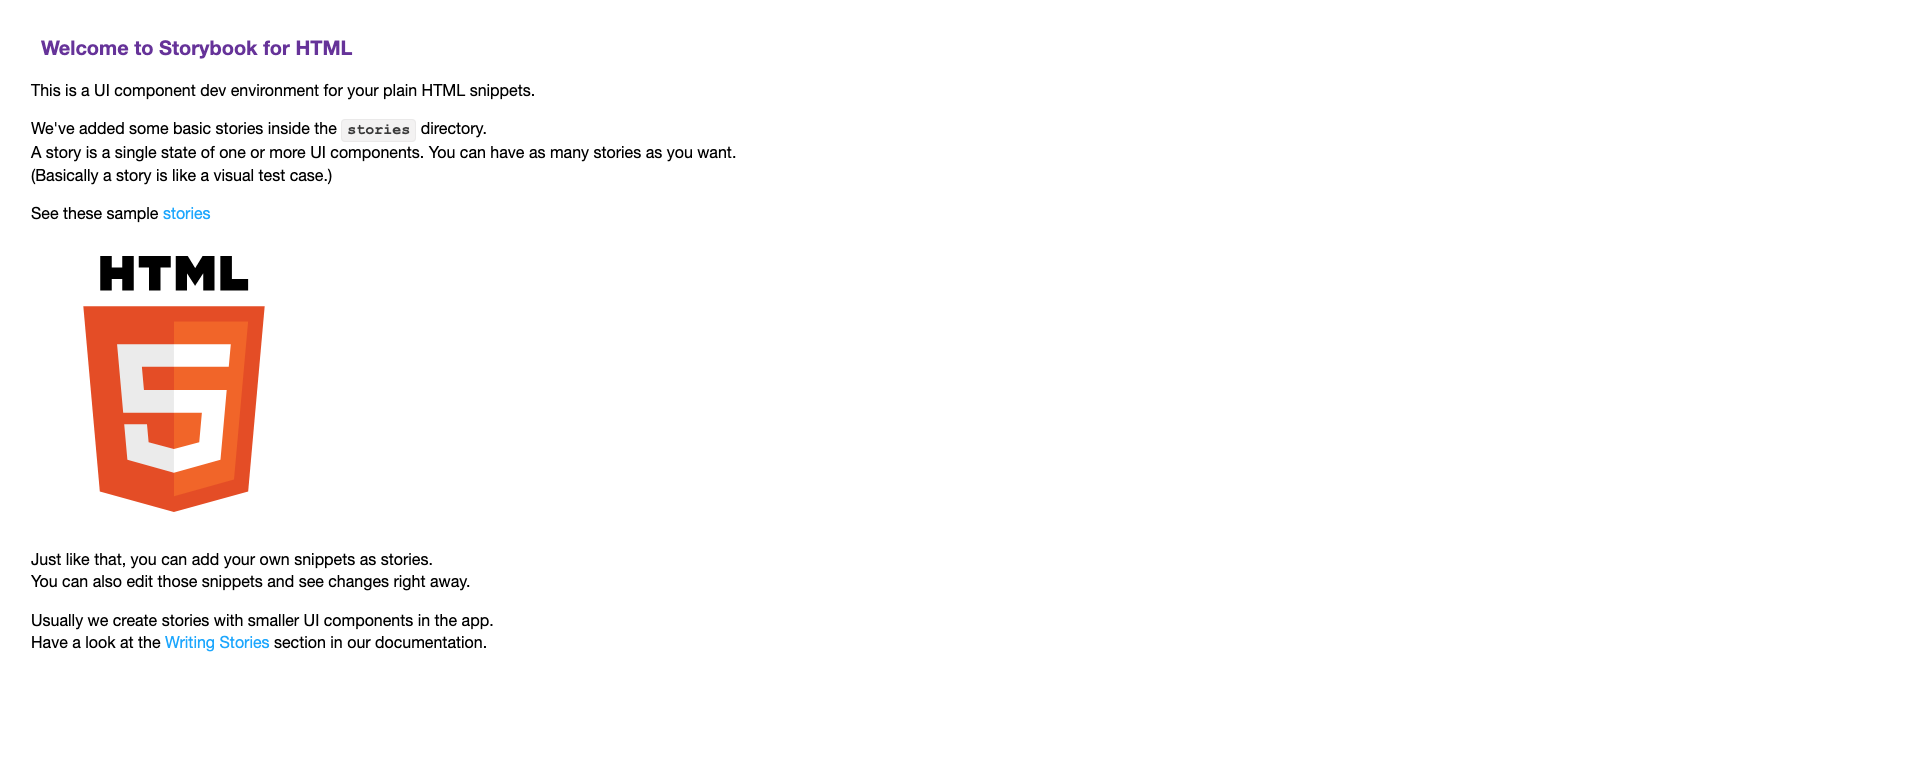 Welcome to Storybook for HTML
This is a UI component dev environment for your plain HTML snippets.
We've added some basic stories inside the stories directory.
A story is a single state of one or more UI components. You can have as many stories as you want.
(Basically a story is like a visual test case.)
See these sample stories
HTML
5
Just like that, you can add your own snippets as stories.
You can also edit those snippets and see changes right away.
Usually we create stories with smaller UI components in the app.
Have a look at the Writing Stories section in our documentation.